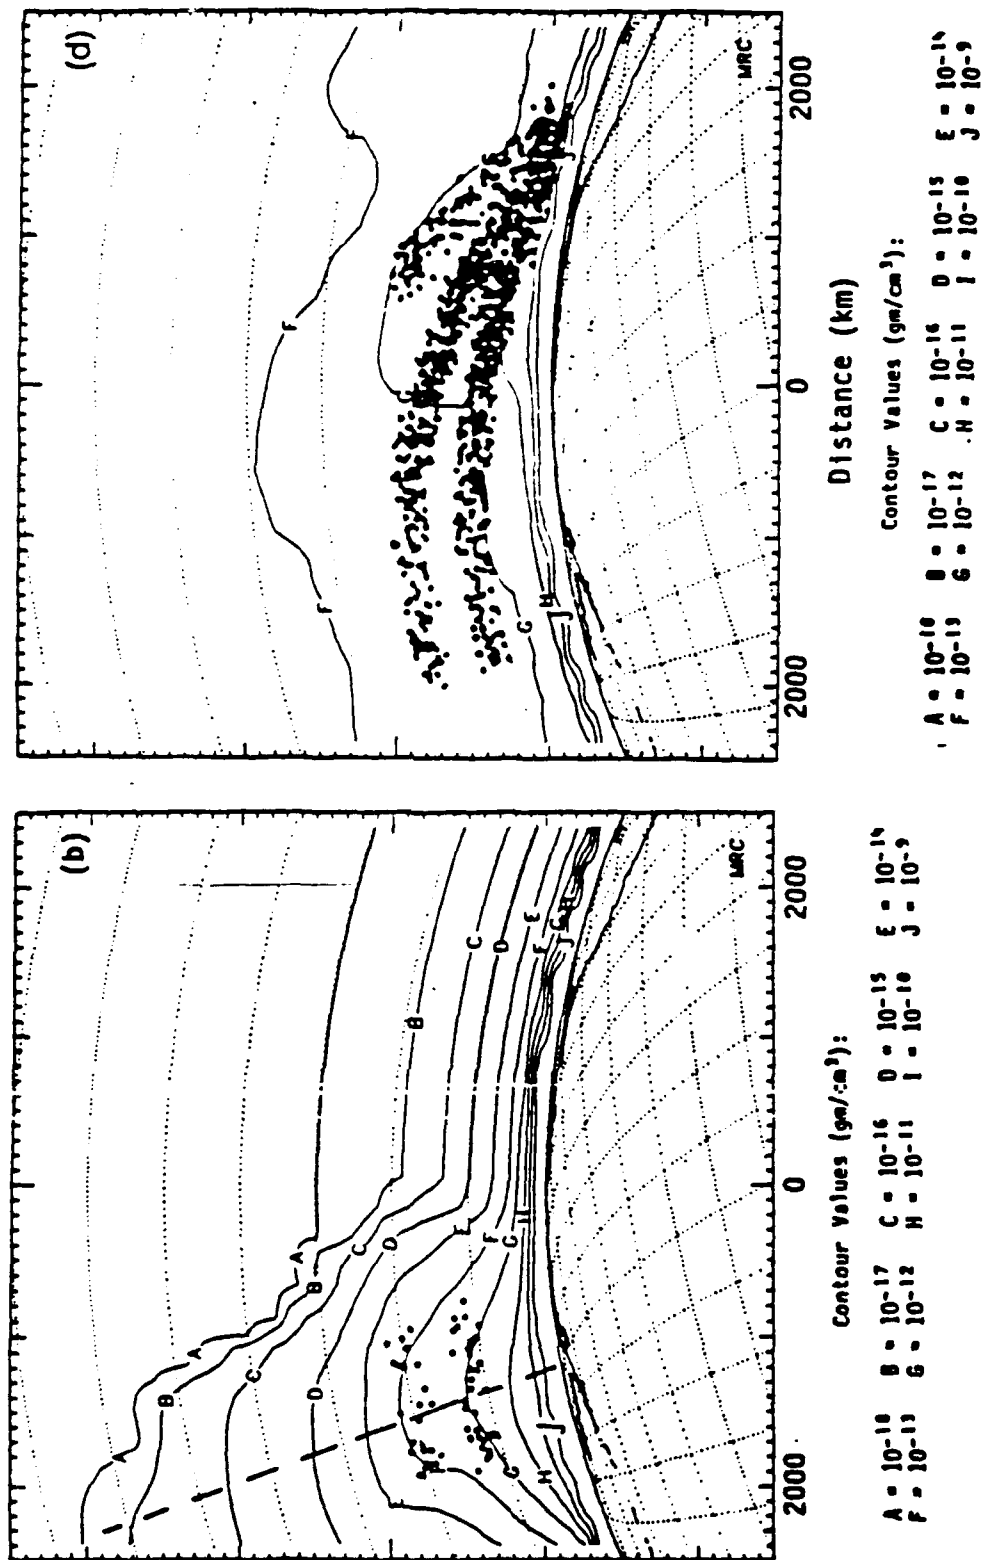 (d)
F
F
F
F
G
G
G
H
J
J
MRC
2000
0
2000
Distance (km)
Contour Values (gm/cm³):
A = 10⁻¹⁸ B = 10⁻¹⁷ C = 10⁻¹⁶ D = 10⁻¹⁵ E = 10⁻¹⁴
F = 10⁻¹³ G = 10⁻¹² H = 10⁻¹¹ I = 10⁻¹⁰ J = 10⁻⁹
(b)
A
A
A
B
B
B
C
C
C
D
D
D
E
E
F
F
G
G
G
H
H
H
J
J
MRC
2000
0
2000
Contour Values (gm/cm³):
A = 10⁻¹⁸ B = 10⁻¹⁷ C = 10⁻¹⁶ D = 10⁻¹⁵ E = 10⁻¹⁴
F = 10⁻¹³ G = 10⁻¹² H = 10⁻¹¹ I = 10⁻¹⁰ J = 10⁻⁹